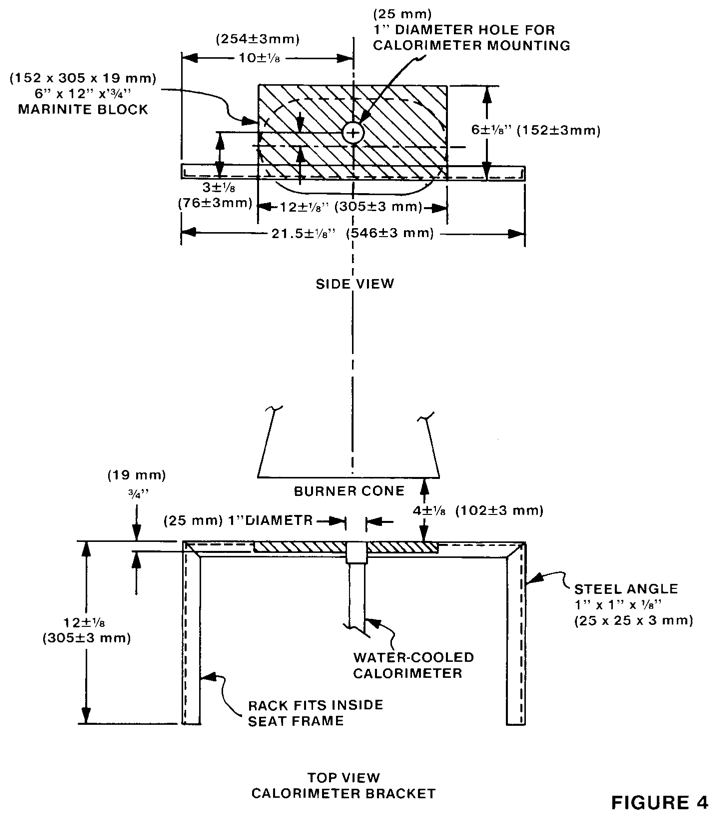 (254±3mm)
10±⅛
(25 mm)
1” DIAMETER HOLE FOR
CALORIMETER MOUNTING
(152 x 305 x 19 mm)
6” x 12” x’¾”
MARINITE BLOCK
6±⅛” (152±3mm)
3±⅛
(76±3mm)
12±⅛” (305±3 mm)
21.5±⅛” (546±3 mm)
SIDE VIEW
BURNER CONE
(19 mm)
¾”
(25 mm) 1”DIAMETR
4±⅛ (102±3 mm)
12±⅛
(305±3 mm)
STEEL ANGLE
1” x 1” x ⅛”
(25 x 25 x 3 mm)
WATER-COOLED
CALORIMETER
RACK FITS INSIDE
SEAT FRAME
TOP VIEW
CALORIMETER BRACKET
FIGURE 4